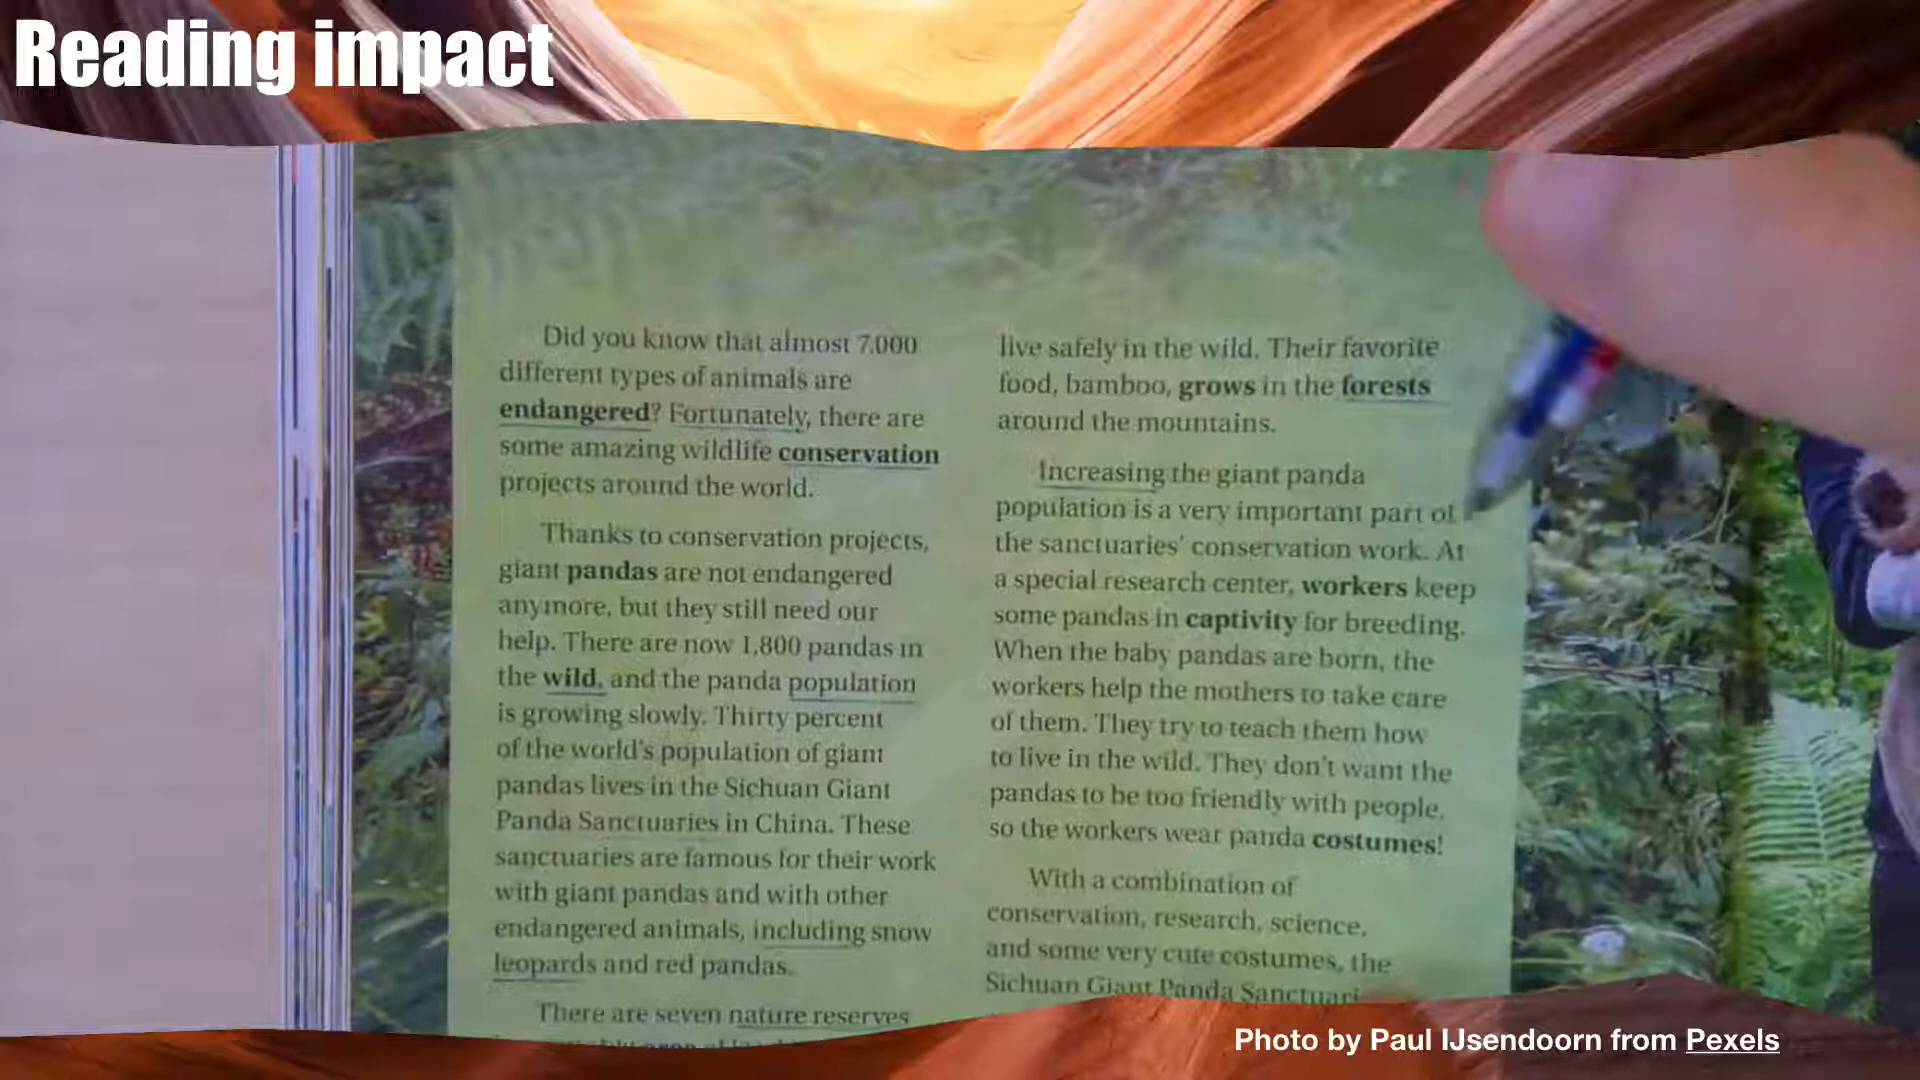 Reading impact
Did you know that almost 7,000
different types of animals are
endangered? Fortunately, there are
some amazing wildlife conservation
projects around the world.
Thanks to conservation projects,
giant pandas are not endangered
anymore, but they still need our
help. There are now 1,800 pandas in
the wild, and the panda population
is growing slowly. Thirty percent
of the world's population of giant
pandas lives in the Sichuan Giant
Panda Sanctuaries in China. These
sanctuaries are famous for their work
with giant pandas and with other
endangered animals, including snow
leopards and red pandas.
There are seven nature reserves
live safely in the wild. Their favorite
food, bamboo, grows in the forests
around the mountains.
Increasing the giant panda
population is a very important part of
the sanctuaries' conservation work. At
a special research center, workers keep
some pandas in captivity for breeding.
When the baby pandas are born, the
workers help the mothers to take care
of them. They try to teach them how
to live in the wild. They don't want the
pandas to be too friendly with people,
so the workers wear panda costumes!
With a combination of
conservation, research, science,
and some very cute costumes, the
Sichuan Giant Panda Sanctuari
Photo by Paul IJsendoorn from Pexels